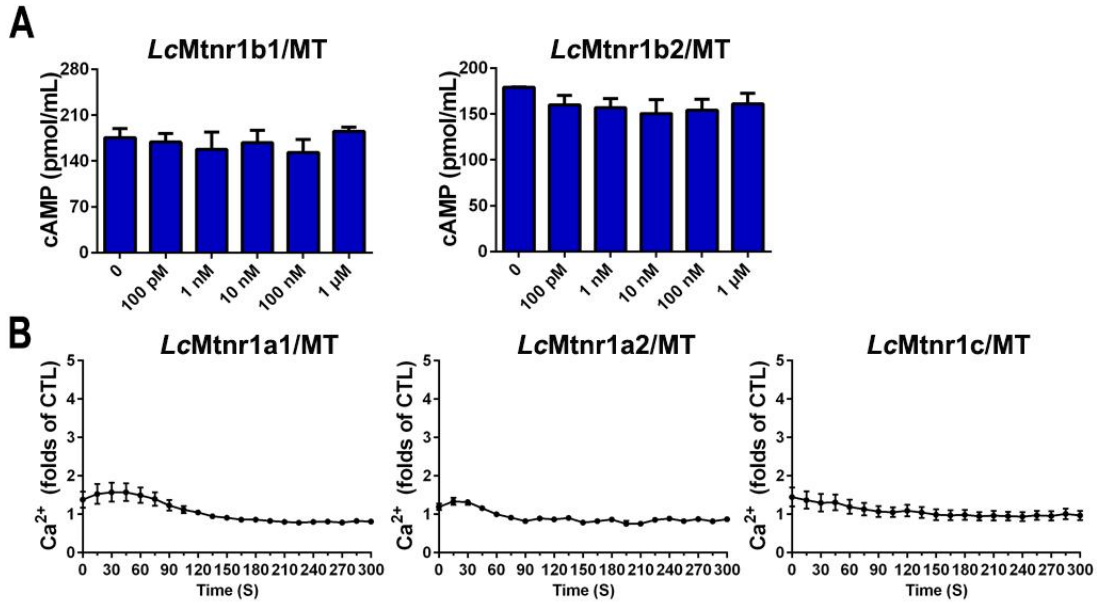 A
LcMtnr1b1/MT
cAMP (pmol/mL)
280
210
140
70
0
0 100 pM 1 nM 10 nM 100 nM 1 µM
LcMtnr1b2/MT
cAMP (pmol/mL)
200
150
100
50
0
0 100 pM 1 nM 10 nM 100 nM 1 µM
B
LcMtnr1a1/MT
Ca²⁺ (folds of CTL)
5
4
3
2
1
0
0 30 60 90 120 150 180 210 240 270 300
Time (S)
LcMtnr1a2/MT
Ca²⁺ (folds of CTL)
5
4
3
2
1
0
0 30 60 90 120 150 180 210 240 270 300
Time (S)
LcMtnr1c/MT
Ca²⁺ (folds of CTL)
5
4
3
2
1
0
0 30 60 90 120 150 180 210 240 270 300
Time (S)